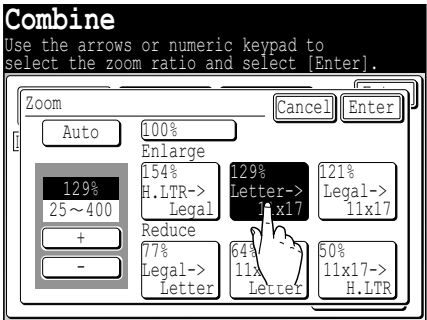 Combine
Use the arrows or numeric keypad to
select the zoom ratio and select [Enter].
Zoom
Cancel
Enter
Auto
100%
Enlarge
129%
25~400
+
−
154%
H.LTR->
Legal
129%
Letter->
11x17
121%
Legal->
11x17
Reduce
77%
Legal->
Letter
64%
Letter
50%
11x17->
H.LTR